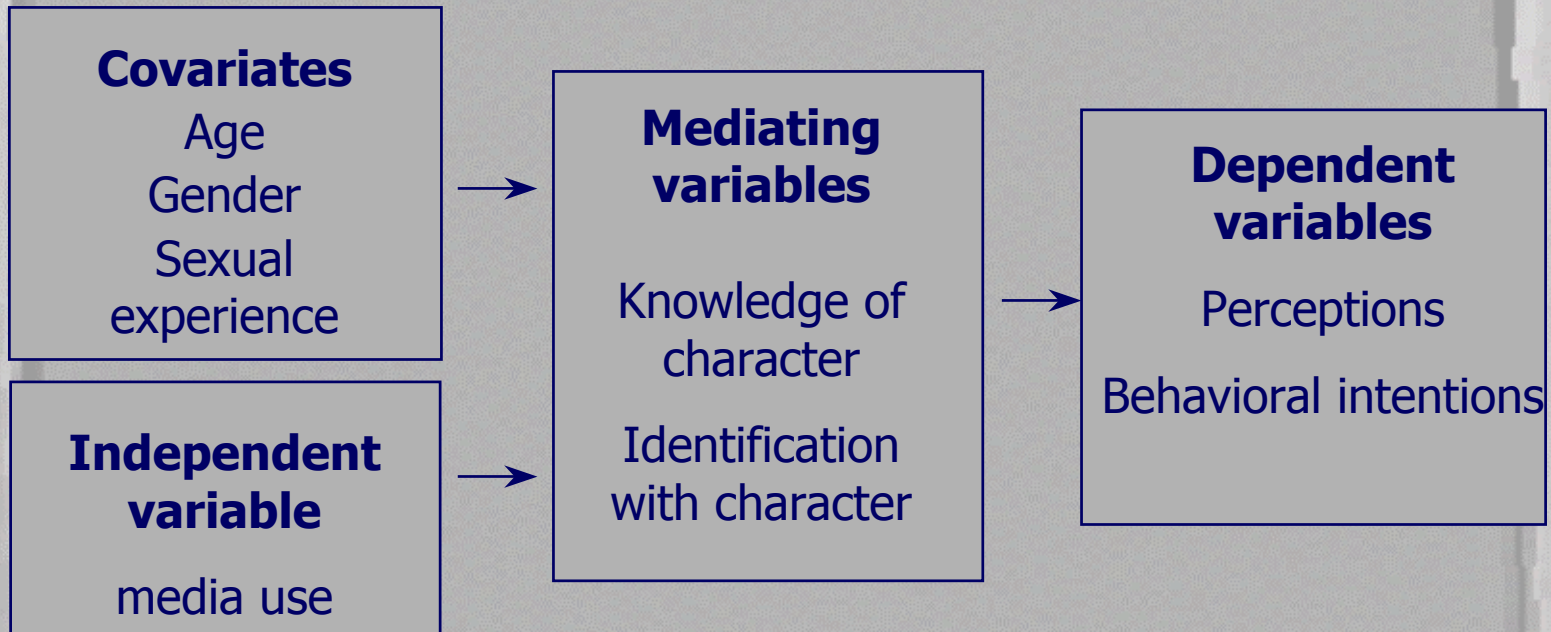 Covariates
Age
Gender
Sexual
experience
Independent
variable
media use
Mediating
variables
Knowledge of
character
Identification
with character
Dependent
variables
Perceptions
Behavioral intentions